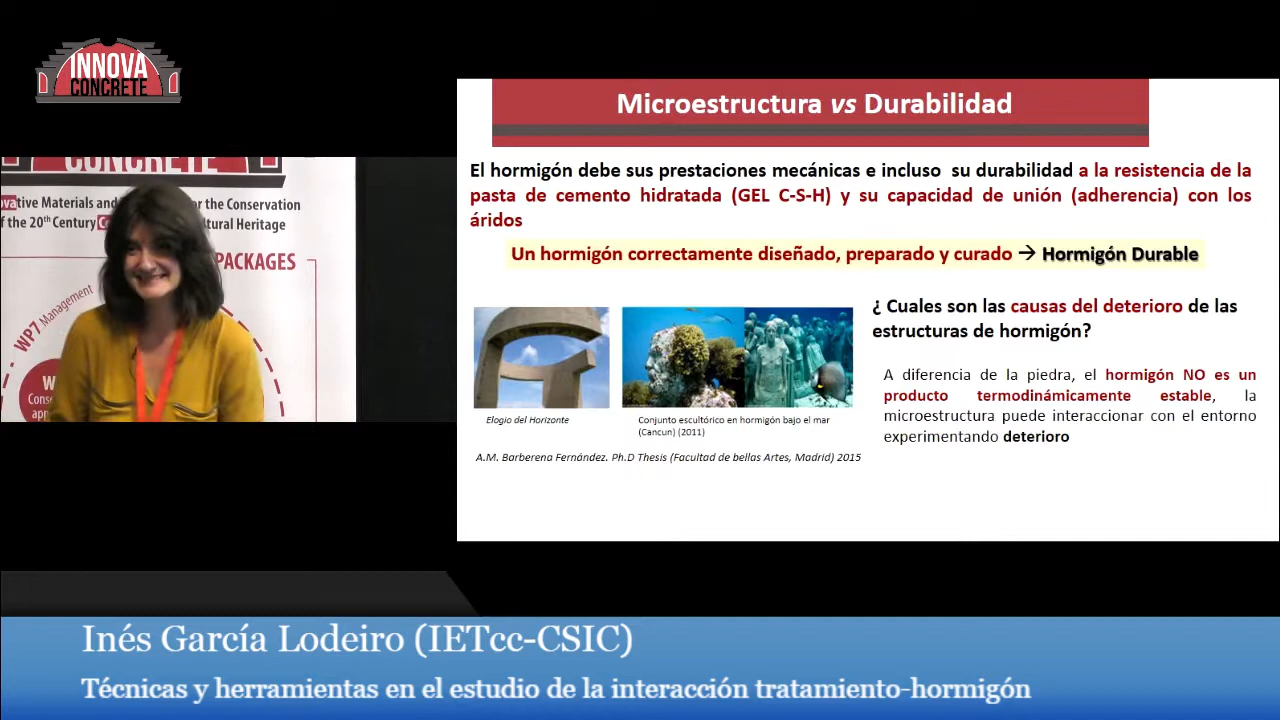 INNOVA
CONCRETE
CONCRETE
ova tive Materials and for the Conservation
of the 20th Century C ltural Heritage
PACKAGES
WP7 Management
W
Cons
app
Microestructura vs Durabilidad
El hormigón debe sus prestaciones mecánicas e incluso su durabilidad a la resistencia de la
pasta de cemento hidratada (GEL C-S-H) y su capacidad de unión (adherencia) con los
áridos
Un hormigón correctamente diseñado, preparado y curado → Hormigón Durable
¿ Cuales son las causas del deterioro de las
estructuras de hormigón?
A diferencia de la piedra, el hormigón NO es un
producto termodinámicamente estable, la
microestructura puede interaccionar con el entorno
experimentando deterioro
Elogio del Horizonte
Conjunto escultórico en hormigón bajo el mar
(Cancun) (2011)
A.M. Barberena Fernández. Ph.D Thesis (Facultad de bellas Artes, Madrid) 2015
Inés García Lodeiro (IETcc-CSIC)
Técnicas y herramientas en el estudio de la interacción tratamiento-hormigón